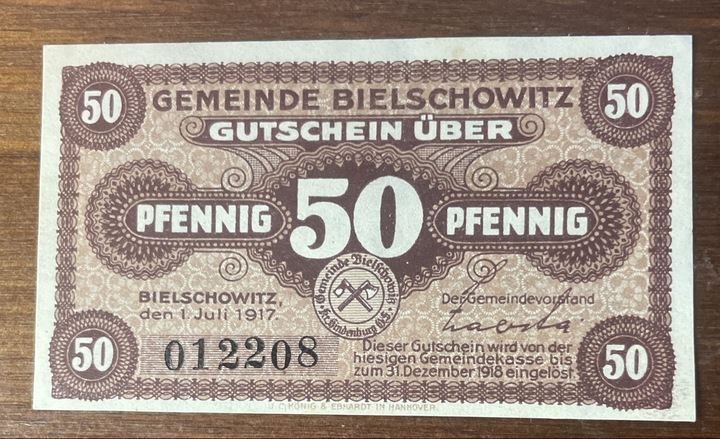 50
50
GEMEINDE BIELSCHOWITZ
GUTSCHEIN ÜBER
PFENNIG 50 PFENNIG
Gemeinde Bielschowitz
Kr. Hindenburg O.S.
BIELSCHOWITZ,
den 1. Juli 1917.
Der Gemeindevorstand
012208
Dieser Gutschein wird von der
hiesigen Gemeindekasse bis
zum 31. Dezember 1918 eingelöst
50
50
J. C. KÖNIG & EBHARDT IN HANNOVER.